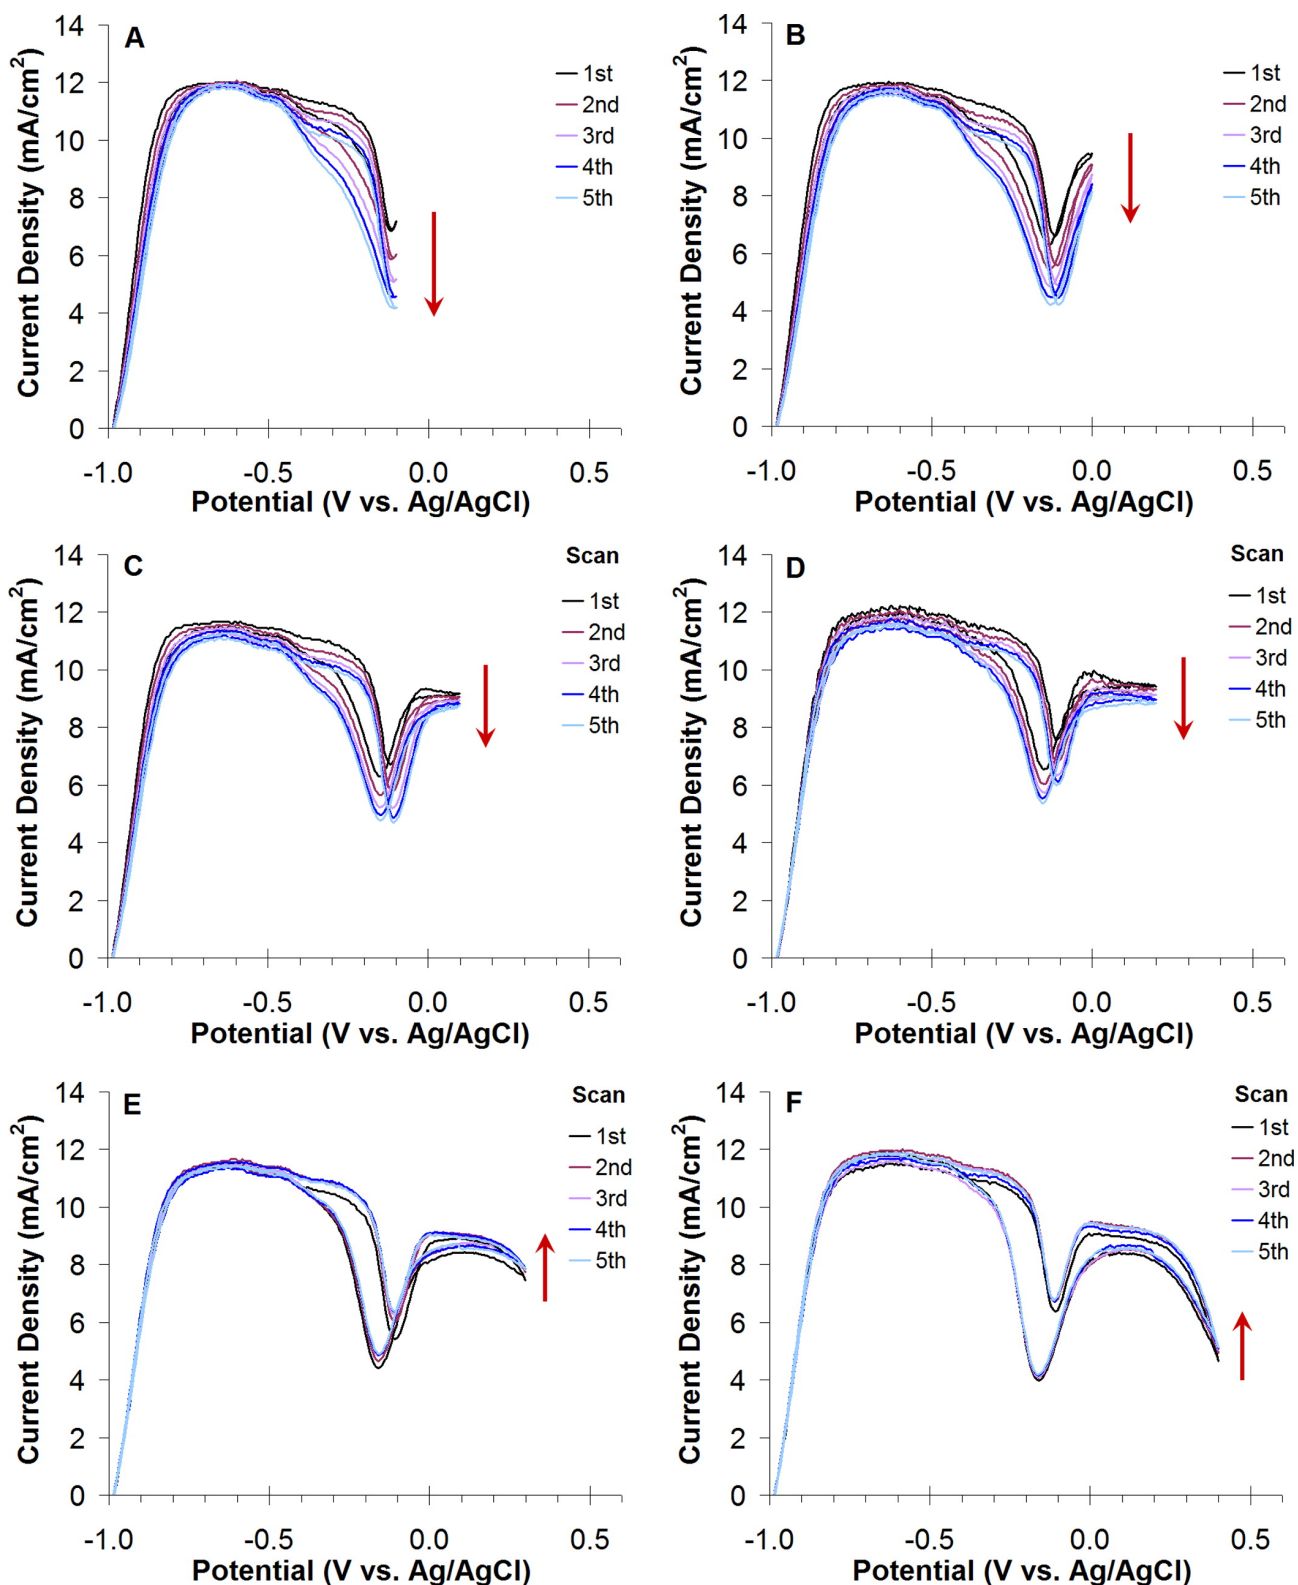 A
Current Density (mA/cm²)
14
12
10
8
6
4
2
0
-1.0 -0.5 0.0 0.5
Potential (V vs. Ag/AgCl)
1st
2nd
3rd
4th
5th
B
Current Density (mA/cm²)
14
12
10
8
6
4
2
0
-1.0 -0.5 0.0 0.5
Potential (V vs. Ag/AgCl)
1st
2nd
3rd
4th
5th
C
Current Density (mA/cm²)
14
12
10
8
6
4
2
0
-1.0 -0.5 0.0 0.5
Potential (V vs. Ag/AgCl)
Scan
1st
2nd
3rd
4th
5th
D
Current Density (mA/cm²)
14
12
10
8
6
4
2
0
-1.0 -0.5 0.0 0.5
Potential (V vs. Ag/AgCl)
Scan
1st
2nd
3rd
4th
5th
E
Current Density (mA/cm²)
14
12
10
8
6
4
2
0
-1.0 -0.5 0.0 0.5
Potential (V vs. Ag/AgCl)
Scan
1st
2nd
3rd
4th
5th
F
Current Density (mA/cm²)
14
12
10
8
6
4
2
0
-1.0 -0.5 0.0 0.5
Potential (V vs. Ag/AgCl)
Scan
1st
2nd
3rd
4th
5th